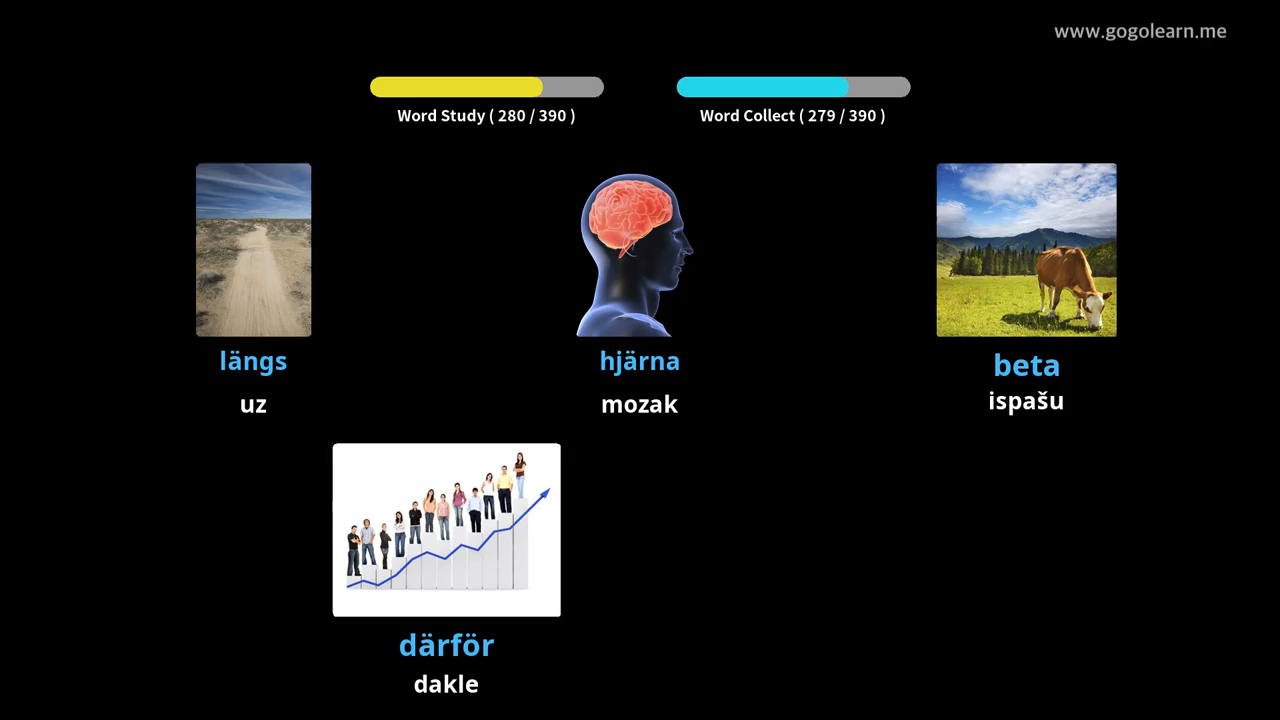 www.gogolearn.me
Word Study ( 280 / 390 )
Word Collect ( 279 / 390 )
längs
hjärna
beta
uz
mozak
ispašu
därför
dakle